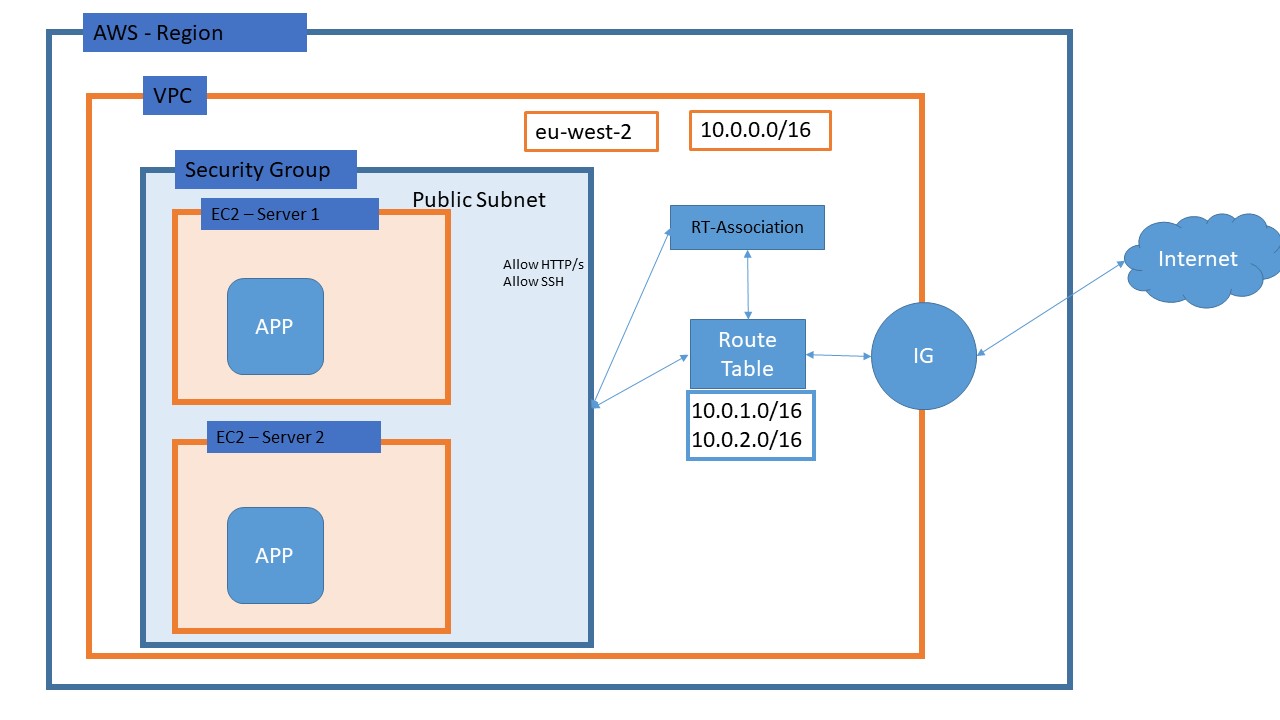 AWS - Region
VPC
eu-west-2
10.0.0.0/16
Security Group
Public Subnet
EC2 – Server 1
Allow HTTP/s
Allow SSH
APP
RT-Association
Internet
Route
Table
IG
10.0.1.0/16
10.0.2.0/16
EC2 – Server 2
APP